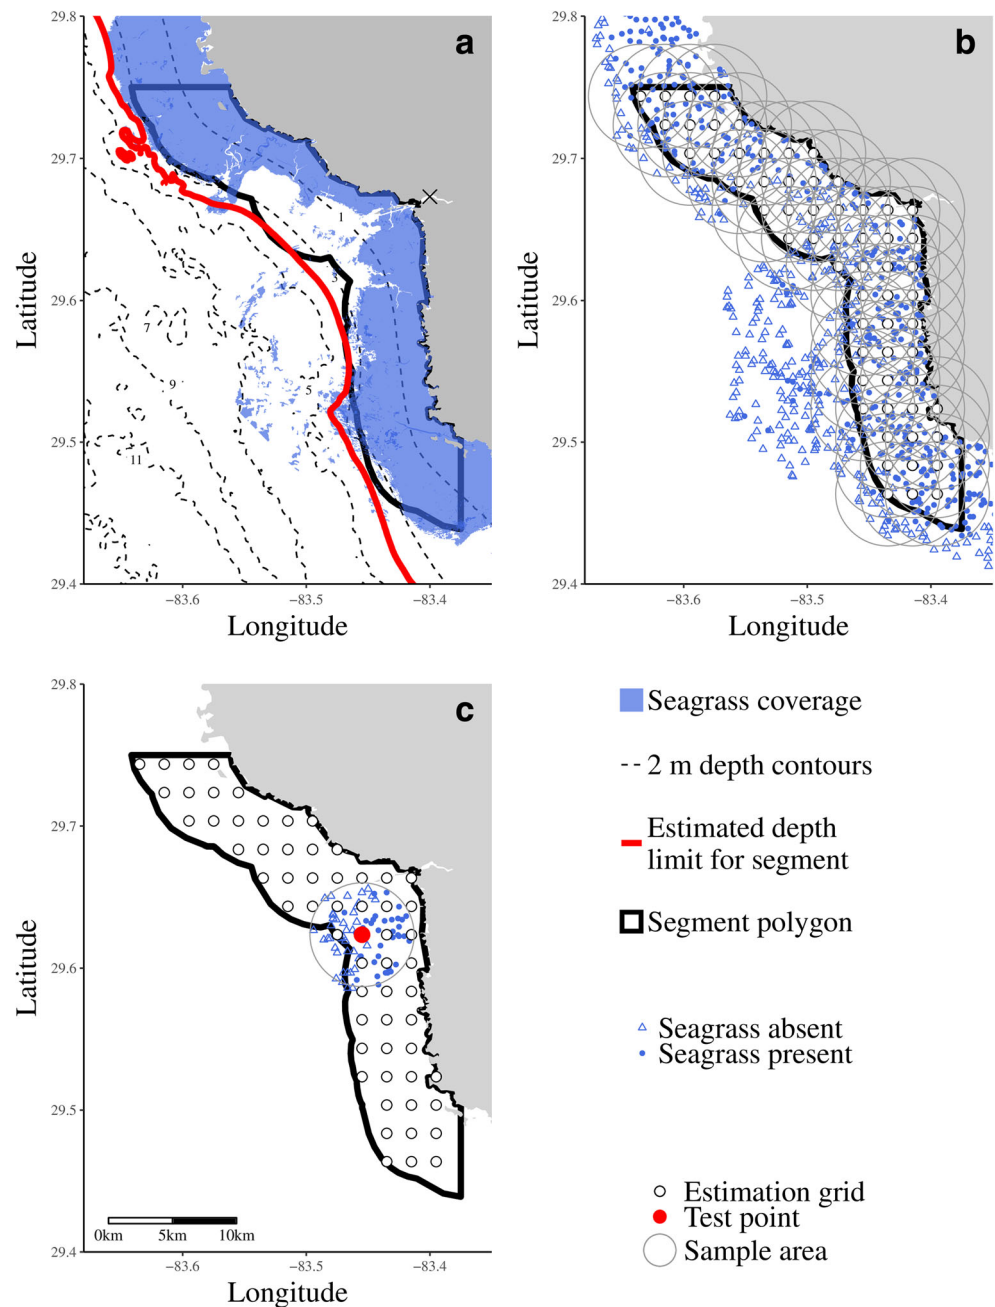 a
29.8
29.7
29.6
29.5
29.4
Latitude
−83.6
−83.5
−83.4
Longitude
1
3
5
7
9
11
b
29.8
29.7
29.6
29.5
29.4
Latitude
−83.6
−83.5
−83.4
Longitude
c
29.8
29.7
29.6
29.5
29.4
Latitude
0km
5km
10km
−83.6
−83.5
−83.4
Longitude
Seagrass coverage
2 m depth contours
Estimated depth
limit for segment
Segment polygon
Seagrass absent
Seagrass present
Estimation grid
Test point
Sample area